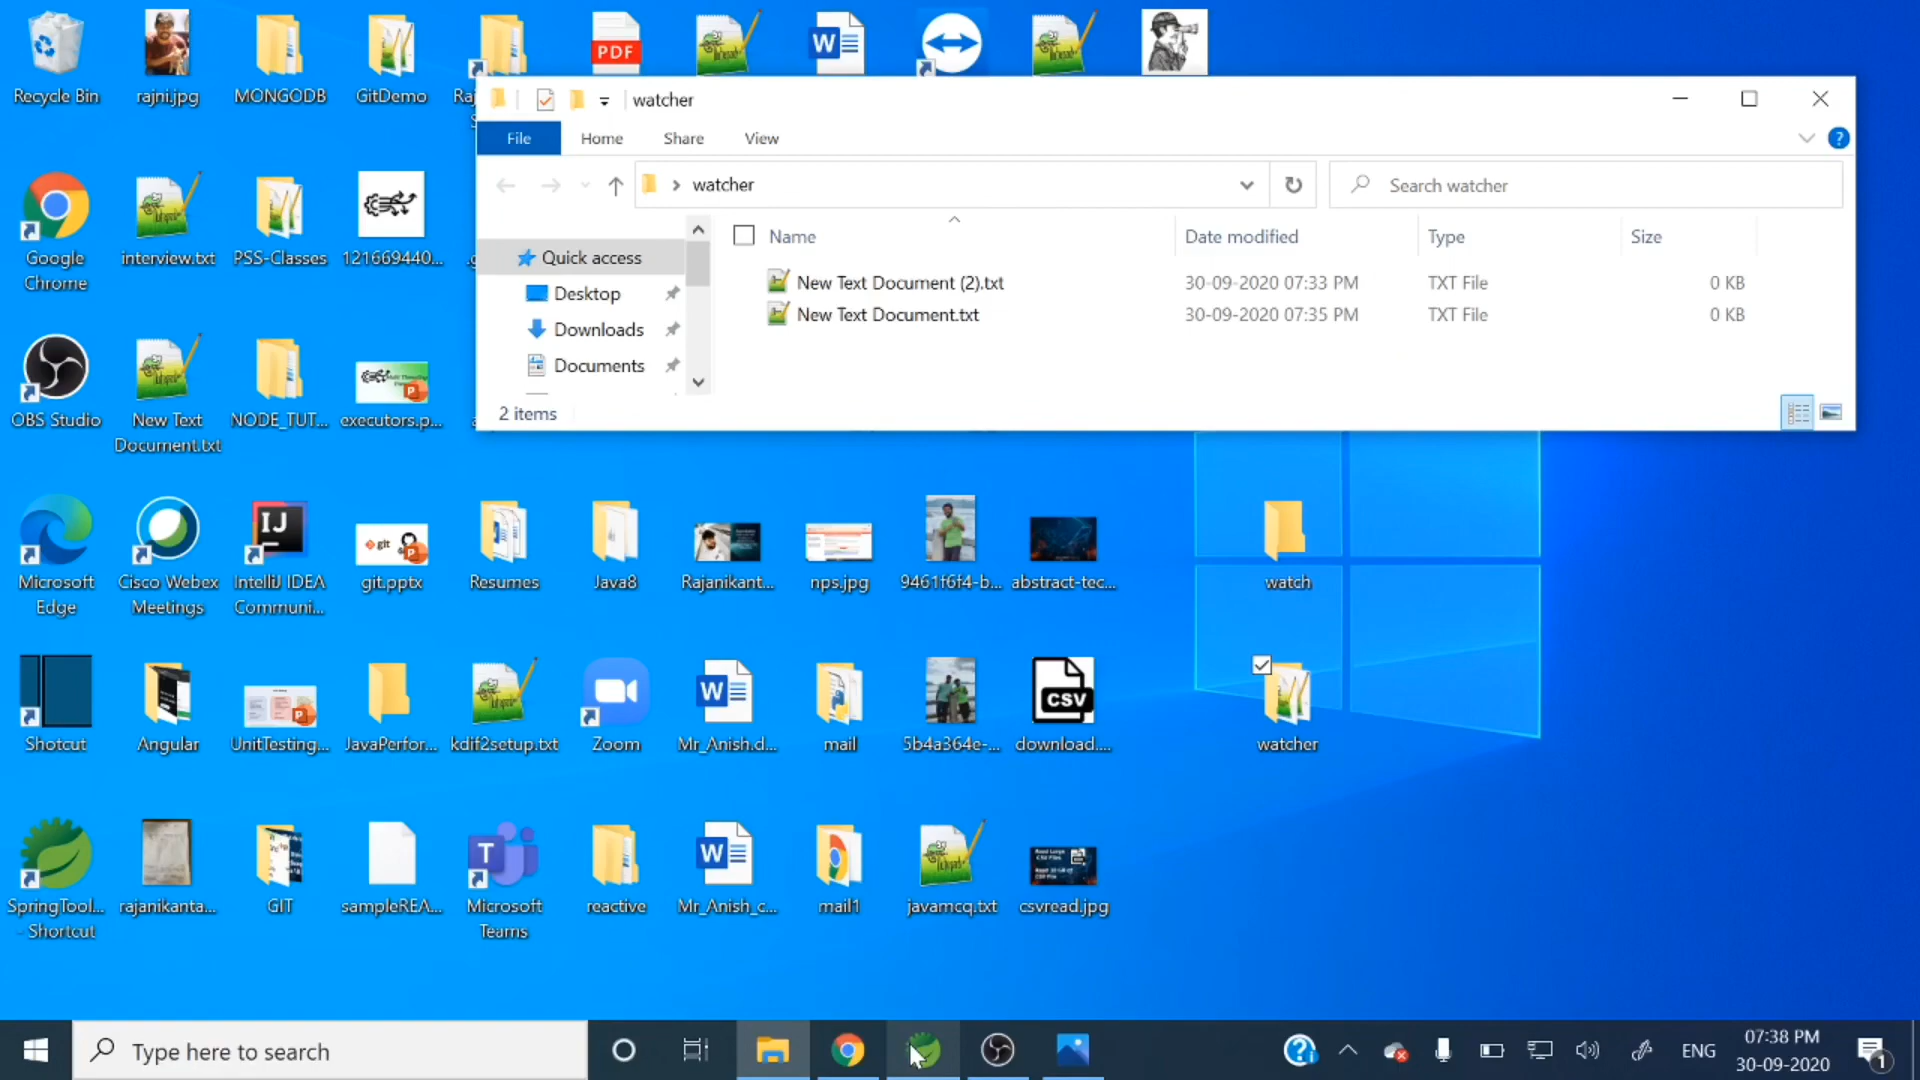 Recycle Bin
rajni.jpg
MONGODB
GitDemo
PDF
watcher
File
Home
Share
View
watcher
Search watcher
Name
Date modified
Type
Size
Quick access
New Text Document (2).txt
30-09-2020 07:33 PM
TXT File
0 KB
Desktop
New Text Document.txt
30-09-2020 07:35 PM
TXT File
0 KB
Downloads
Documents
2 items
Google
Chrome
interview.txt
PSS-Classes
121669440...
OBS Studio
New Text
Document.txt
NODE_TUT...
executors.p...
Microsoft
Edge
Cisco Webex
Meetings
IntelliJ IDEA
Communi...
git.pptx
Resumes
Java8
Rajanikant...
nps.jpg
9461f6f4-b...
abstract-tec...
watch
Shotcut
Angular
UnitTesting...
JavaPerfor...
kdif2setup.txt
Zoom
Mr_Anish.d...
mail
5b4a364e-...
CSV
download....
watcher
SpringTool...
- Shortcut
rajanikanta...
GIT
sampleREA...
Microsoft
Teams
reactive
Mr_Anish_c...
mail1
javamcq.txt
csvread.jpg
Type here to search
ENG
07:38 PM
30-09-2020
1